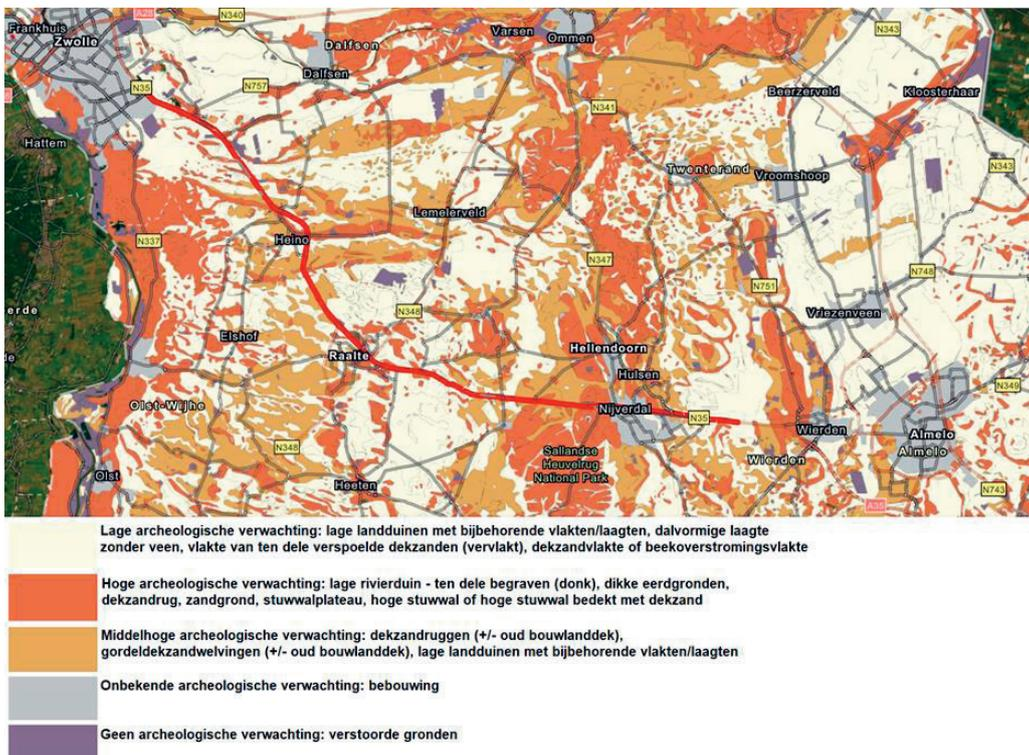 A28
N340
Frankhuis
Zwolle
Dalfsen
Varsen
Ommen
N343
Dalfsen
N35
N757
N341
Beerzerveld
Kloosterhaar
Hattem
Twenterand
Vroomshoop
N343
Lemelerveld
N337
Heino
N347
N751
N748
erde
Elshof
N348
Vriezenveen
Raalte
Hellendoorn
de
Hulsen
N349
Olst-Wijhe
Nijverdal
N35
Wierden
Almelo
N348
Sallandse
Heuvelrug
National Park
Wierden
Almelo
Olst
Heeten
N743
A35
Lage archeologische verwachting: lage landduinen met bijbehorende vlakten/laagten, dalvormige laagte
zonder veen, vlakte van ten dele verspoelde dekzanden (vervlakt), dekzandvlakte of beekoverstromingsvlakte
Hoge archeologische verwachting: lage rivierduin - ten dele begraven (donk), dikke eerdgronden,
dekzandrug, zandgrond, stuwwalplateau, hoge stuwwal of hoge stuwwal bedekt met dekzand
Middelhoge archeologische verwachting: dekzandruggen (+/- oud bouwlanddek),
gordeldekzandwelvingen (+/- oud bouwlanddek), lage landduinen met bijbehorende vlakten/laagten
Onbekende archeologische verwachting: bebouwing
Geen archeologische verwachting: verstoorde gronden